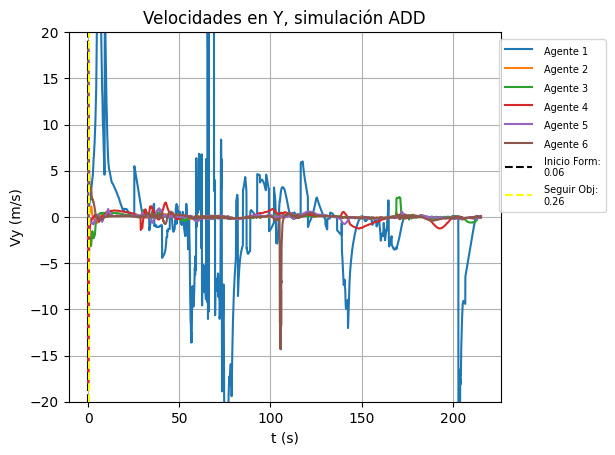 Velocidades en Y, simulación ADD
Vy (m/s)
20
15
10
5
0
−5
−10
−15
−20
0
50
100
150
200
t (s)
Agente 1
Agente 2
Agente 3
Agente 4
Agente 5
Agente 6
Inicio Form:
0.06
Seguir Obj:
0.26